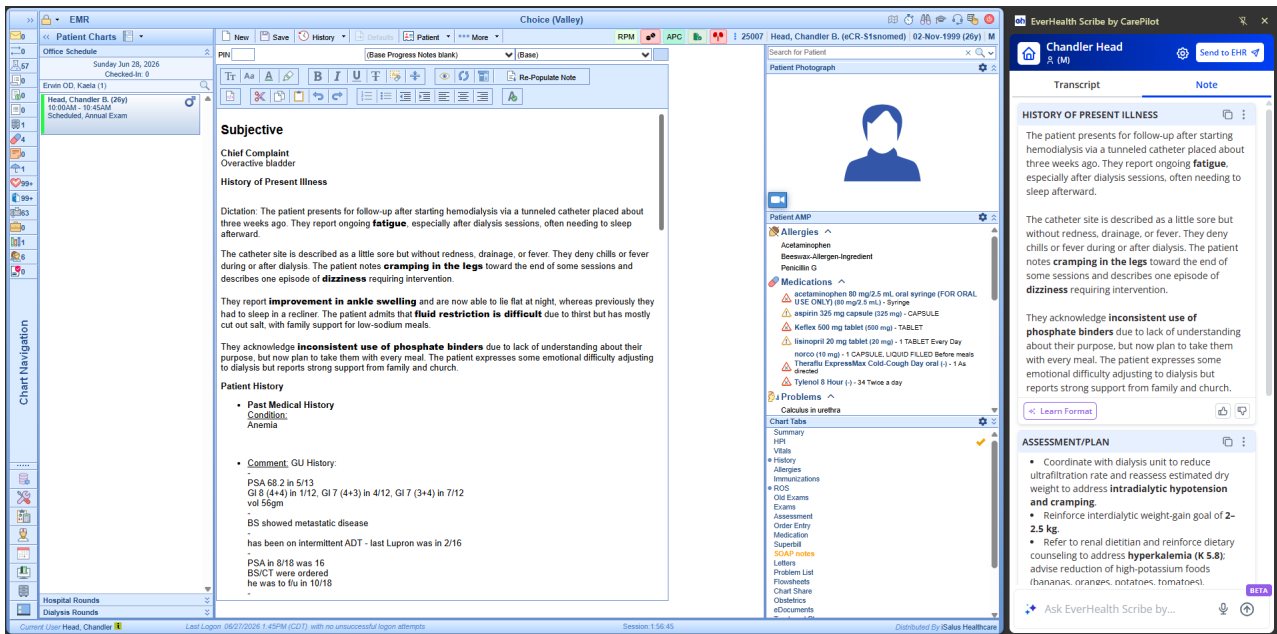 EMR
Choice (Valley)
Patient Charts
New
Save
History
Defaults
Patient
More
RPM
APC
25007
Head, Chandler B. (eCR-S1snomed)
02-Nov-1999 (26y)
M
0
0
57
0
0
0
1
4
0
1
99+
99+
63
0
1
6
0
Chart Navigation
Office Schedule
Sunday Jun 28, 2026
Checked-In: 0
Erwin OD, Kaela (1)
Head, Chandler B. (26y)
10:00AM - 10:45AM
Scheduled, Annual Exam
Hospital Rounds
Dialysis Rounds
PIN
(Base Progress Notes blank)
(Base)
Re-Populate Note
Subjective
Chief Complaint
Overactive bladder
History of Present Illness
Dictation: The patient presents for follow-up after starting hemodialysis via a tunneled catheter placed about
three weeks ago. They report ongoing fatigue, especially after dialysis sessions, often needing to sleep
afterward.
The catheter site is described as a little sore but without redness, drainage, or fever. They deny chills or fever
during or after dialysis. The patient notes cramping in the legs toward the end of some sessions and
describes one episode of dizziness requiring intervention.
They report improvement in ankle swelling and are now able to lie flat at night, whereas previously they
had to sleep in a recliner. The patient admits that fluid restriction is difficult due to thirst but has mostly
cut out salt, with family support for low-sodium meals.
They acknowledge inconsistent use of phosphate binders due to lack of understanding about their
purpose, but now plan to take them with every meal. The patient expresses some emotional difficulty adjusting
to dialysis but reports strong support from family and church.
Patient History
• Past Medical History
Condition:
Anemia
• Comment: GU History:
-
PSA 68.2 in 5/13
Gl 8 (4+4) in 1/12, Gl 7 (4+3) in 4/12, Gl 7 (3+4) in 7/12
vol 56gm
-
BS showed metastatic disease
-
has been on intermittent ADT - last Lupron was in 2/16
-
PSA in 8/18 was 16
BS/CT were ordered
he was to f/u in 10/18
-
Search for Patient
Patient Photograph
Patient AMP
Allergies
Acetaminophen
Beeswax-Allergen-Ingredient
Penicillin G
Medications
acetaminophen 80 mg/2.5 mL oral syringe (FOR ORAL
USE ONLY) (80 mg/2.5 mL) - Syringe
aspirin 325 mg capsule (325 mg) - CAPSULE
Keflex 500 mg tablet (500 mg) - TABLET
lisinopril 20 mg tablet (20 mg) - 1 TABLET Every Day
norco (10 mg) - 1 CAPSULE, LIQUID FILLED Before meals
Theraflu ExpressMax Cold-Cough Day oral (-) - 1 As
directed
Tylenol 8 Hour (-) - 34 Twice a day
Problems
Calculus in urethra
Chart Tabs
Summary
HPI
Vitals
History
Allergies
Immunizations
ROS
Old Exams
Exams
Assessment
Order Entry
Medication
Superbill
SOAP notes
Letters
Problem List
Flowsheets
Chart Share
Obstetrics
eDocuments
Current User Head, Chandler
Last Logon 06/27/2026 1:45PM (CDT) with no unsuccessful logon attempts
Session:1:56:45
Distributed By iSalus Healthcare
eh EverHealth Scribe by CarePilot
Chandler Head
(M)
Send to EHR
Transcript
Note
HISTORY OF PRESENT ILLNESS
The patient presents for follow-up after starting
hemodialysis via a tunneled catheter placed about
three weeks ago. They report ongoing fatigue,
especially after dialysis sessions, often needing to
sleep afterward.
The catheter site is described as a little sore but
without redness, drainage, or fever. They deny
chills or fever during or after dialysis. The patient
notes cramping in the legs toward the end of
some sessions and describes one episode of
dizziness requiring intervention.
They acknowledge inconsistent use of
phosphate binders due to lack of understanding
about their purpose, but now plan to take them
with every meal. The patient expresses some
emotional difficulty adjusting to dialysis but
reports strong support from family and church.
Learn Format
ASSESSMENT/PLAN
• Coordinate with dialysis unit to reduce
ultrafiltration rate and reassess estimated dry
weight to address intradialytic hypotension
and cramping.
• Reinforce interdialytic weight-gain goal of 2–
2.5 kg.
• Refer to renal dietitian and reinforce dietary
counseling to address hyperkalemia (K 5.8);
advise reduction of high-potassium foods
(bananas, oranges, potatoes, tomatoes).
BETA
Ask EverHealth Scribe by...